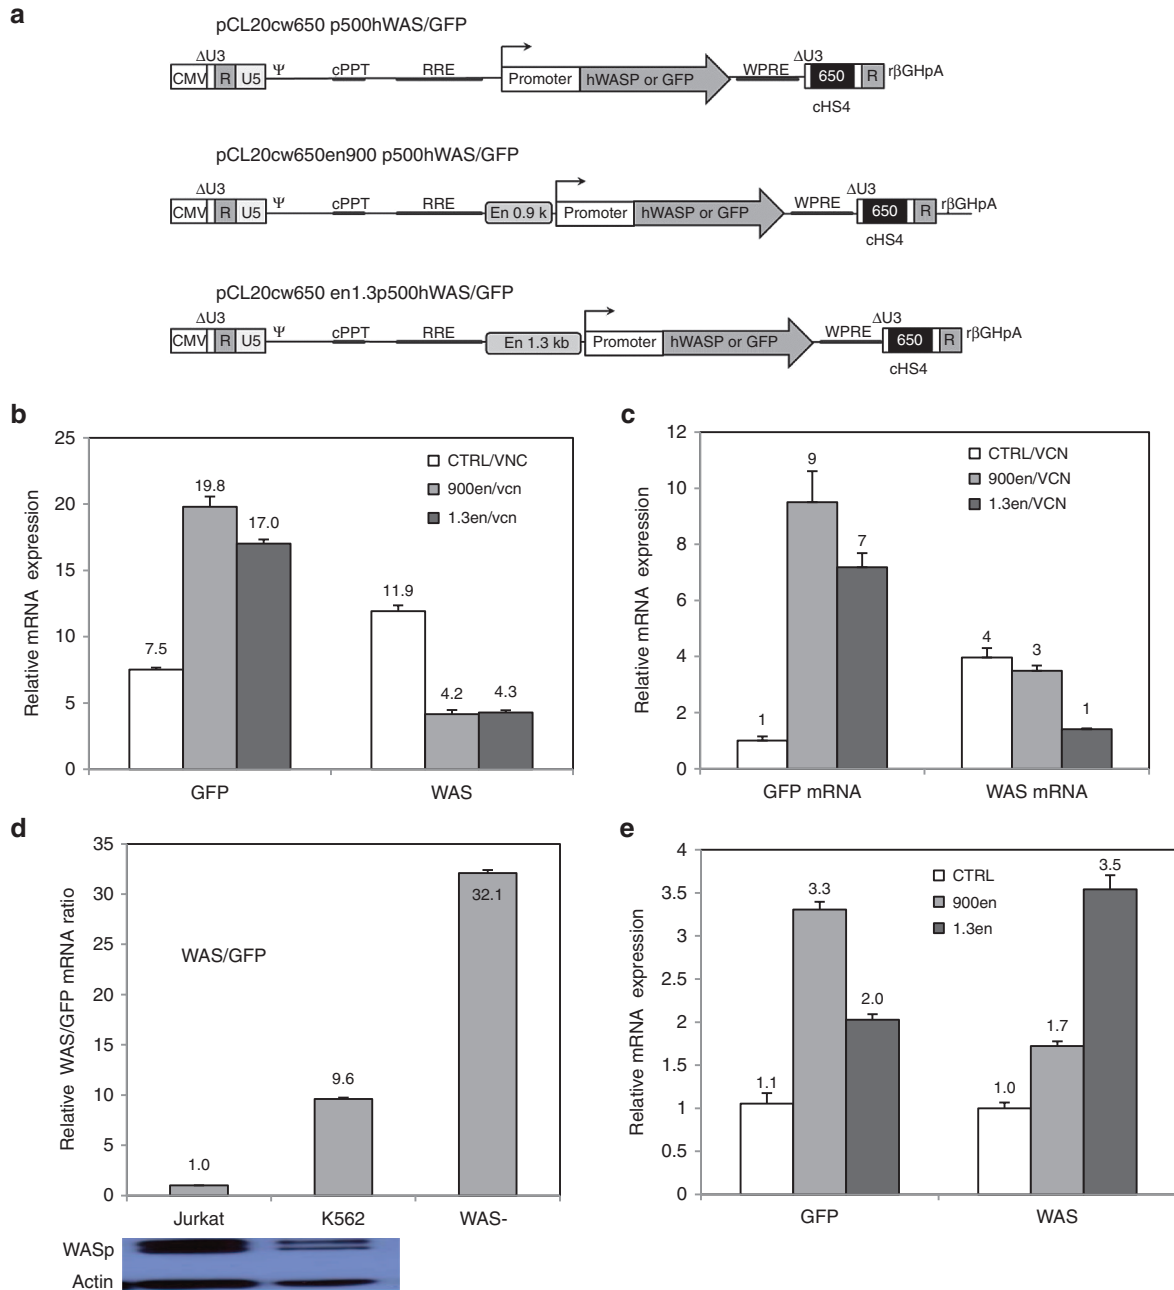 a
pCL20cw650 p500hWAS/GFP
ΔU3
CMV R U5 Ψ cPPT RRE Promoter hWASP or GFP WPRE ΔU3 650 R rβGHpA
cHS4
pCL20cw650en900 p500hWAS/GFP
ΔU3
CMV R U5 Ψ cPPT RRE En 0.9 k Promoter hWASP or GFP WPRE ΔU3 650 R rβGHpA
cHS4
pCL20cw650 en1.3p500hWAS/GFP
ΔU3
CMV R U5 Ψ cPPT RRE En 1.3 kb Promoter hWASP or GFP WPRE ΔU3 650 R rβGHpA
cHS4
b
Relative mRNA expression
25
20
15
10
5
0
CTRL/VNC
900en/vcn
1.3en/vcn
7.5
19.8
17.0
11.9
4.2
4.3
GFP
WAS
c
Relative mRNA expression
12
10
8
6
4
2
0
CTRL/VCN
900en/VCN
1.3en/VCN
1
9
7
4
3
1
GFP mRNA
WAS mRNA
d
Relative WAS/GFP mRNA ratio
35
30
25
20
15
10
5
0
WAS/GFP
1.0
9.6
32.1
Jurkat
K562
WAS-
WASp
Actin
e
Relative mRNA expression
4
3.5
3
2.5
2
1.5
1
0.5
0
CTRL
900en
1.3en
1.1
3.3
2.0
1.0
1.7
3.5
GFP
WAS